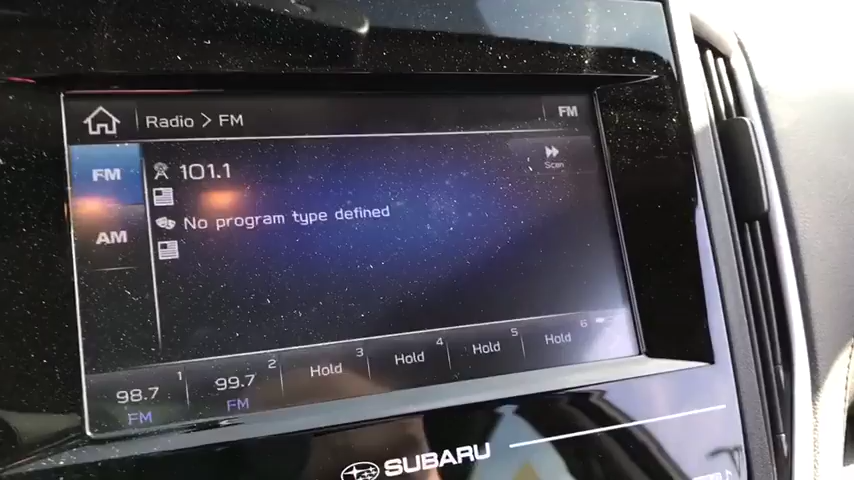 Radio > FM
FM
FM
101.1
Scan
No program type defined
AM
1
98.7
FM
2
99.7
FM
3
Hold
4
Hold
5
Hold
6
Hold
SUBARU